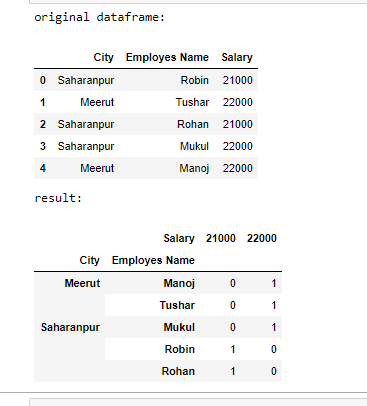 original dataframe:
City Employes Name Salary
0 Saharanpur Robin 21000
1 Meerut Tushar 22000
2 Saharanpur Rohan 21000
3 Saharanpur Mukul 22000
4 Meerut Manoj 22000
result:
Salary 21000 22000
City Employes Name
Meerut Manoj 0 1
Tushar 0 1
Saharanpur Mukul 0 1
Robin 1 0
Rohan 1 0